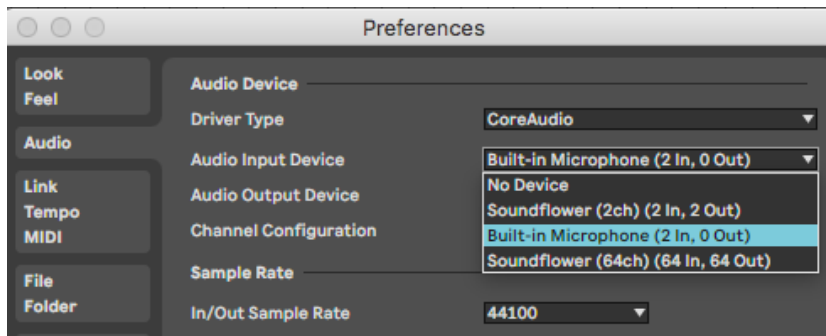 Preferences
Look
Feel
Audio
Link
Tempo
MIDI
File
Folder
Audio Device
Driver Type
CoreAudio
Audio Input Device
Built-in Microphone (2 In, 0 Out)
No Device
Soundflower (2ch) (2 In, 2 Out)
Built-in Microphone (2 In, 0 Out)
Soundflower (64ch) (64 In, 64 Out)
Audio Output Device
Channel Configuration
Sample Rate
In/Out Sample Rate
44100